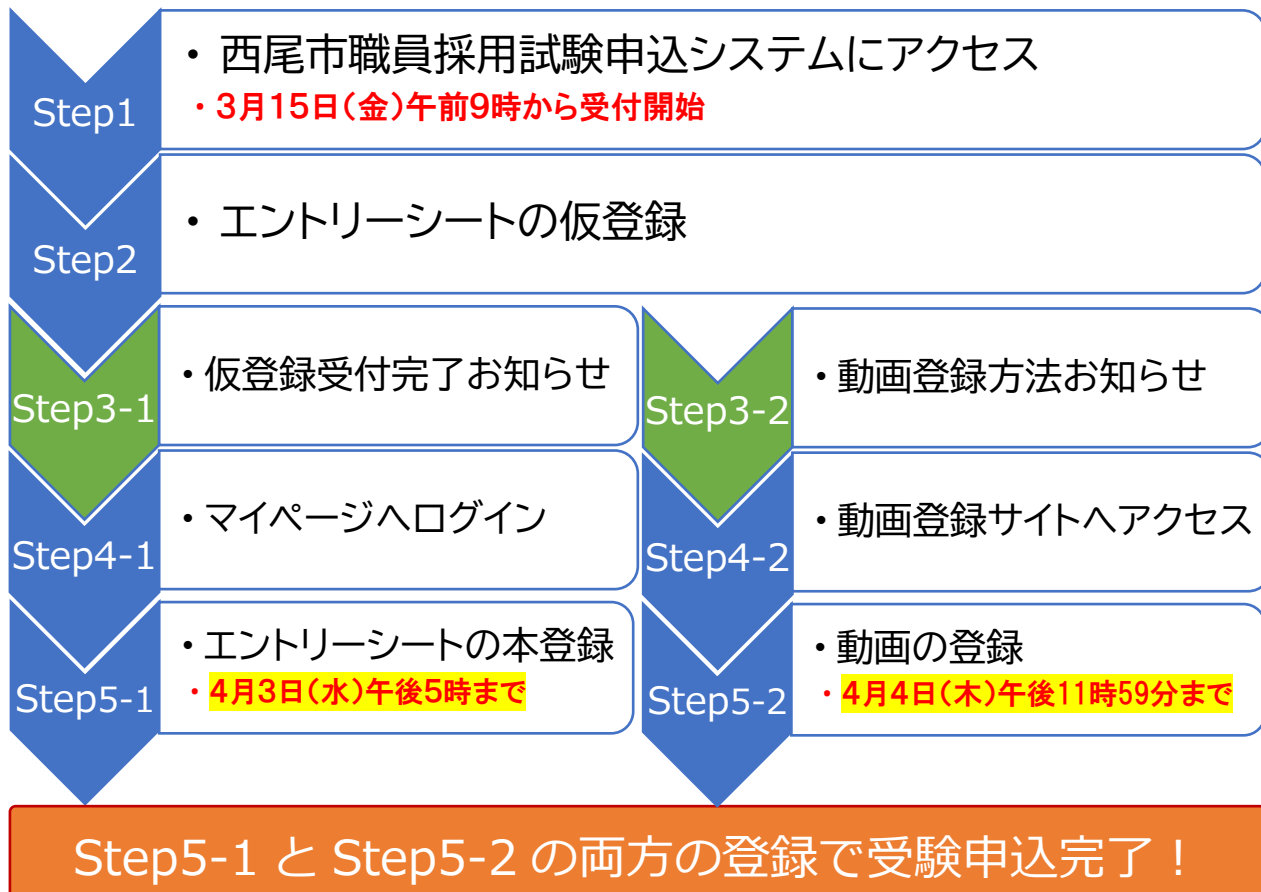 Step1
・ 西尾市職員採用試験申込システムにアクセス
・3月15日(金)午前9時から受付開始
Step2
・ エントリーシートの仮登録
Step3-1
・仮登録受付完了お知らせ
Step3-2
・動画登録方法お知らせ
Step4-1
・マイページへログイン
Step4-2
・動画登録サイトへアクセス
Step5-1
・エントリーシートの本登録
・4月3日(水)午後5時まで
Step5-2
・動画の登録
・4月4日(木)午後11時59分まで
Step5-1 と Step5-2 の両方の登録で受験申込完了！